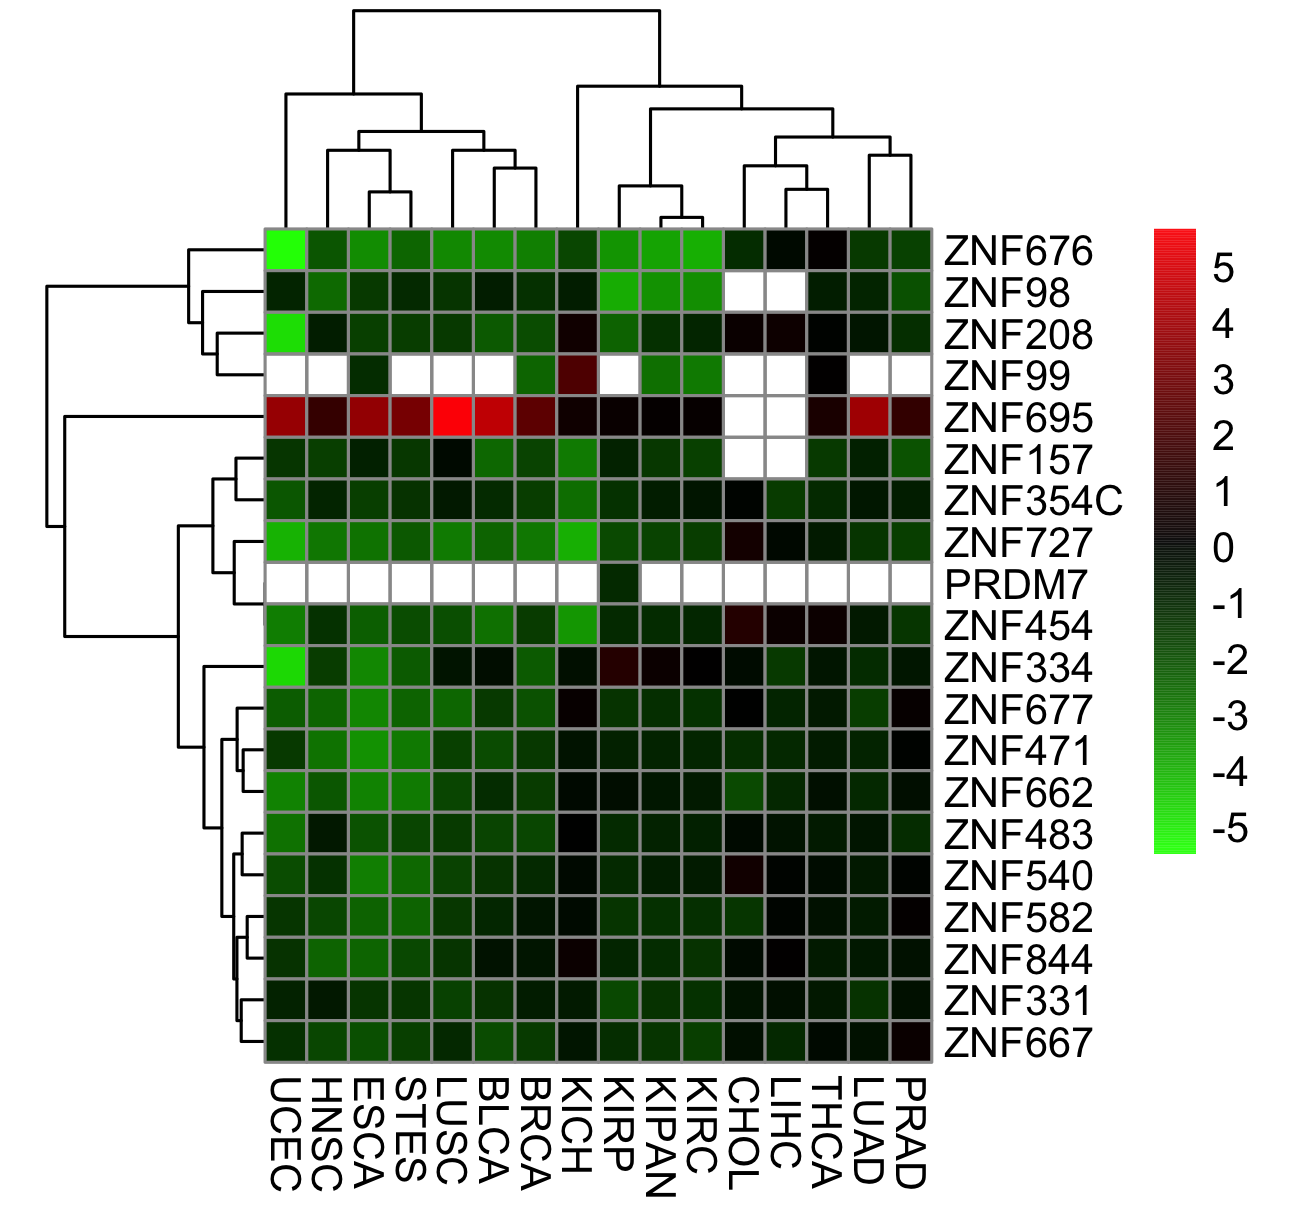 ZNF676
ZNF98
ZNF208
ZNF99
ZNF695
ZNF157
ZNF354C
ZNF727
PRDM7
ZNF454
ZNF334
ZNF677
ZNF471
ZNF662
ZNF483
ZNF540
ZNF582
ZNF844
ZNF331
ZNF667
5
4
3
2
1
0
-1
-2
-3
-4
-5
UCEC
HNSC
ESCA
STES
LUSC
BLCA
BRCA
KICH
KIRP
KIPAN
KIRC
CHOL
LIHC
THCA
LUAD
PRAD